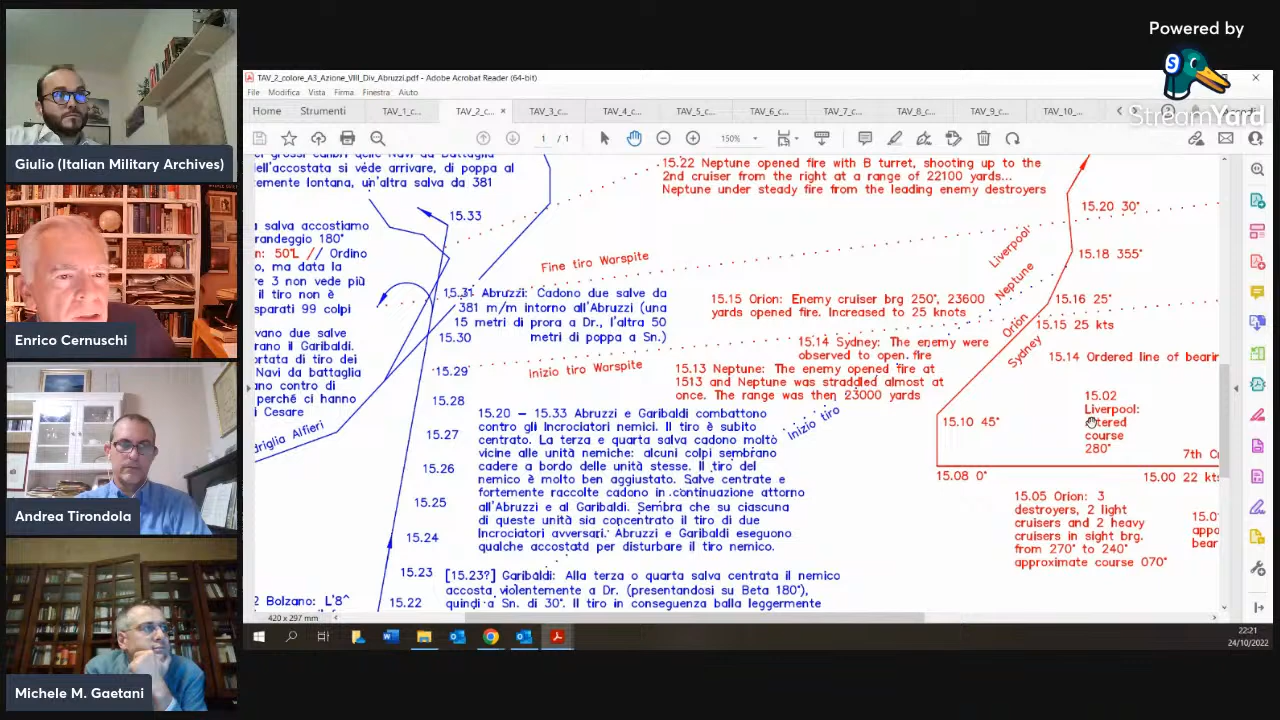 Powered by
StreamYard
Giulio (Italian Military Archives)
Enrico Cernuschi
Andrea Tirondola
Michele M. Gaetani
TAV_2_colore_A3_Azione_VIII_Div_Abruzzi.pdf - Adobe Acrobat Reader (64-bit)
File Modifica Vista Firma Finestra Aiuto
Home Strumenti TAV_1_c... TAV_2_c... × TAV_3_c... TAV_4_c... TAV_5_c... TAV_6_c... TAV_7_c... TAV_8_c... TAV_9_c... TAV_10_...
1 / 1 150%
dell'accostata si vede arrivare, di poppa al
temente lontana, un'altra salva da 381
salva accostiamo
randeggio 180°
n: 50°L // Ordino
o, ma data la
re 3 non vede più
il tiro non è
sparati 99 colpi
vano due salve
rano il Garibaldi.
ortata di tiro dei
Navi da battaglia
ano contro di
perché ci hanno
i Cesare
Briglia Alfieri
2 Bolzano: L'8^
15.33
15.31 Abruzzi: Cadono due salve da
381 m/m intorno all'Abruzzi (una
15 metri di prora a Dr., l'altra 50
metri di poppa a Sn.)
15.30
15.29
15.28
15.27
15.26
15.25
15.24
15.23
15.22
Fine tiro Warspite
Inizio tiro Warspite
15.20 – 15.33 Abruzzi e Garibaldi combattono
contro gli Incrociatori nemici. Il tiro è subito
centrato. La terza e quarta salva cadono molto
vicine alle unità nemiche: alcuni colpi sembrano
cadere a bordo delle unità stesse. Il tiro del
nemico è molto ben aggiustato. Salve centrate e
fortemente raccolte cadono in continuazione attorno
all'Abruzzi e al Garibaldi. Sembra che su ciascuna
di queste unità sia concentrato il tiro di due
Incrociatori avversari. Abruzzi e Garibaldi eseguono
qualche accostata per disturbare il tiro nemico.
[15.23?] Garibaldi: Alla terza o quarta salva centrata il nemico
accosta violentemente a Dr. (presentandosi su Beta 180°),
quindi a Sn. di 30°. Il tiro in conseguenza balla leggermente
Inizio tiro
15.22 Neptune opened fire with B turret, shooting up to the
2nd cruiser from the right at a range of 22100 yards...
Neptune under steady fire from the leading enemy destroyers
15.15 Orion: Enemy cruiser brg 250°, 23600
yards opened fire. Increased to 25 knots
15.14 Sydney: The enemy were
observed to open fire
15.13 Neptune: The enemy opened fire at
1513 and Neptune was straddled almost at
once. The range was then 23000 yards
Liverpool
Neptune
Orion
Sydney
15.20 30°
15.18 355°
15.16 25°
15.15 25 kts
15.14 Ordered line of bearin
15.02
Liverpool:
altered
course
280°
15.10 45°
15.08 0°
7th Cr
15.00 22 kts
15.05 Orion: 3
destroyers, 2 light
cruisers and 2 heavy
cruisers in sight brg.
from 270° to 240°
approximate course 070°
appo
bear
420 x 297 mm
22:21
24/10/2022